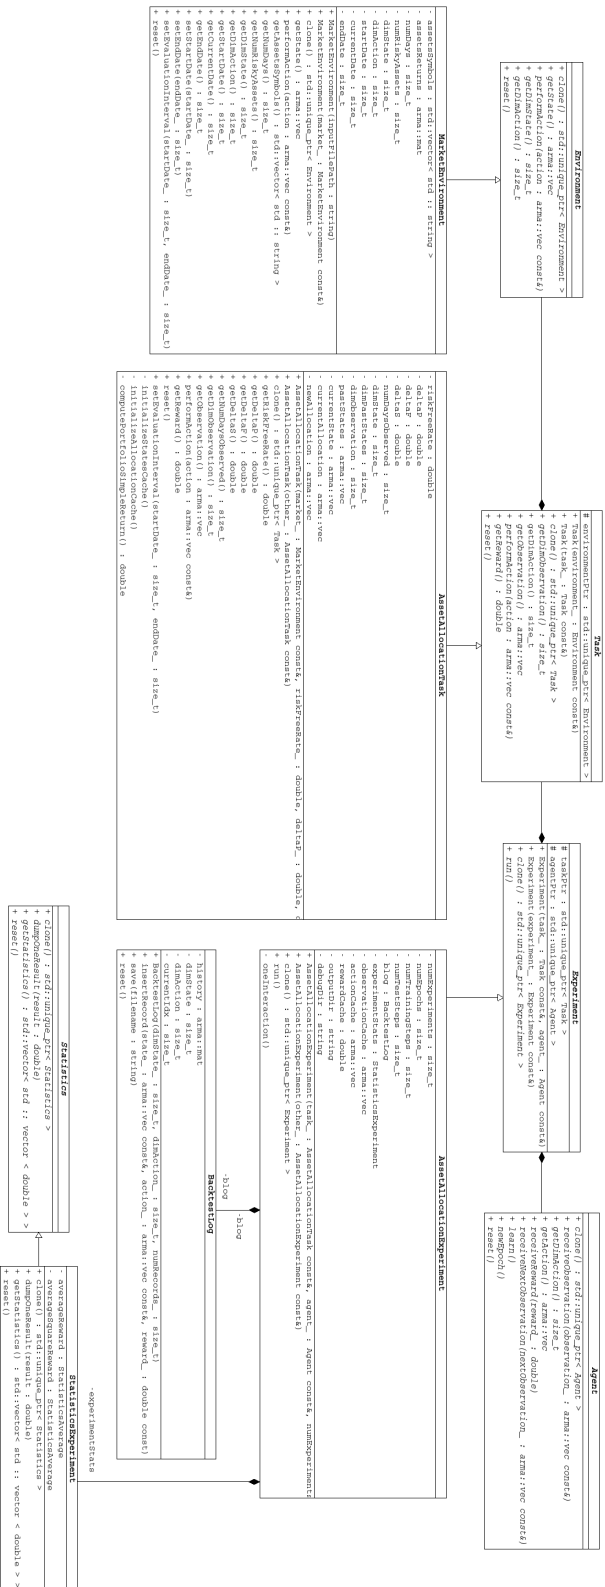 Environment
+ clone() : std::unique_ptr< Environment >
+ getState() : arma::vec
+ performAction(action : arma::vec const&)
+ getDimState() : size_t
+ getDimAction() : size_t
+ reset()
Task
# environmentPtr : std::unique_ptr< Environment >
+ Task(environment_ : Environment const&)
+ Task(task_ : Task const&)
+ clone() : std::unique_ptr< Task >
+ getDimObservation() : size_t
+ getDimAction() : size_t
+ getObservation() : arma::vec
+ performAction(action : arma::vec const&)
+ getReward() : double
+ reset()
Experiment
# taskPtr : std::unique_ptr< Task >
# agentPtr : std::unique_ptr< Agent >
+ Experiment(task_ : Task const&, agent_ : Agent const&)
+ Experiment(experiment_ : Experiment const&)
+ clone() : std::unique_ptr< Experiment >
+ run()
Agent
+ clone() : std::unique_ptr< Agent >
+ receiveObservation(observation_ : arma::vec const&)
+ getDimAction() : size_t
+ getAction() : arma::vec
+ receiveReward(reward_ : double)
+ receiveNextObservation(nextObservation_ : arma::vec const&)
+ learn()
+ newEpoch()
+ reset()
MarketEnvironment
- assetsSymbols : std::vector< std :: string >
- assetsReturns : arma::mat
- numDays : size_t
- numRiskyAssets : size_t
- dimState : size_t
- dimAction : size_t
- startDate : size_t
- currentDate : size_t
- endDate : size_t
+ MarketEnvironment(inputFilePath : string)
+ MarketEnvironment(market_ : MarketEnvironment const&)
+ clone() : std::unique_ptr< Environment >
+ getState() : arma::vec
+ performAction(action : arma::vec const&)
+ getAssetsSymbols() : std::vector< std :: string >
+ getNumDays() : size_t
+ getNumRiskyAssets() : size_t
+ getDimState() : size_t
+ getDimAction() : size_t
+ getStartDate() : size_t
+ getCurrentDate() : size_t
+ getEndDate() : size_t
+ setStartDate(startDate_ : size_t)
+ setEndDate(endDate_ : size_t)
+ setEvaluationInterval(startDate_ : size_t, endDate_ : size_t)
+ reset()
AssetAllocationTask
- riskFreeRate : double
- deltaP : double
- deltaF : double
- deltaS : double
- numDaysObserved : size_t
- dimState : size_t
- dimPastStates : size_t
- dimObservation : size_t
- pastStates : arma::vec
- currentState : arma::vec
- currentAllocation : arma::vec
- newAllocation : arma::vec
+ AssetAllocationTask(market_ : MarketEnvironment const&, riskFreeRate_ : double, deltaP_ : double,
+ AssetAllocationTask(other_ : AssetAllocationTask const&)
+ clone() : std::unique_ptr< Task >
+ getRiskFreeRate() : double
+ getDeltaP() : double
+ getDeltaF() : double
+ getDeltaS() : double
+ getNumDaysObserved() : size_t
+ getDimObservation() : size_t
+ getObservation() : arma::vec
+ performAction(action : arma::vec const&)
+ getReward() : double
+ reset()
+ setEvaluationInterval(startDate_ : size_t, endDate_ : size_t)
- initializeStatesCache()
- initializeAllocationCache()
- computePortfolioSimpleReturn() : double
AssetAllocationExperiment
- numExperiments : size_t
- numEpochs : size_t
- numTrainingSteps : size_t
- numTestSteps : size_t
- blog : BacktestLog
- experimentStats : StatisticsExperiment
- observationCache : arma::vec
- actionCache : arma::vec
- rewardCache : double
- outputDir : string
- debugDir : string
+ AssetAllocationExperiment(task_ : AssetAllocationTask const&, agent_ : Agent const&, numExperiments
+ AssetAllocationExperiment(other_ : AssetAllocationExperiment const&)
+ clone() : std::unique_ptr< Experiment >
+ run()
- oneInteraction()
-blog
-blog
BacktestLog
- history : arma::mat
- dimState : size_t
- dimAction : size_t
- currentIdx : size_t
+ BacktestLog(dimState_ : size_t, dimAction_ : size_t, numRecords_ : size_t)
+ insertRecord(state_ : arma::vec const&, action_ : arma::vec const&, reward_ : double const)
+ save(filename : string)
+ reset()
-experimentStats
Statistics
+ clone() : std::unique_ptr< Statistics >
+ dumpOneResult(result : double)
+ getStatistics() : std::vector< std :: vector < double > >
+ reset()
StatisticsExperiment
- averageReward : StatisticsAverage
- averageSquareReward : StatisticsAverage
+ clone() : std::unique_ptr< Statistics >
+ dumpOneResult(result : double)
+ getStatistics() : std::vector< std :: vector < double > >
+ reset()